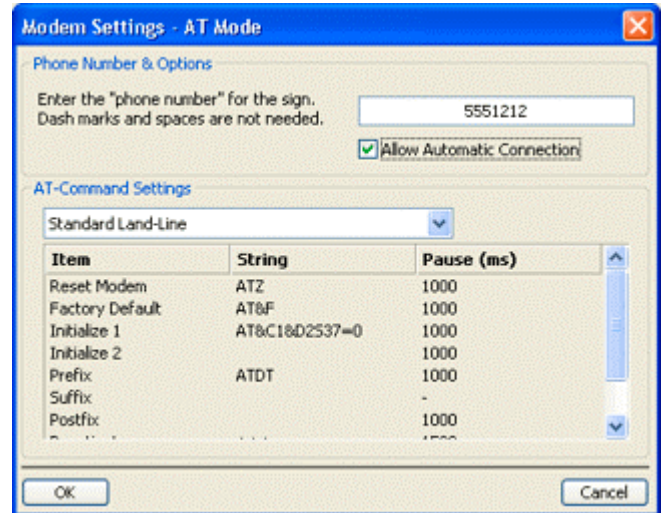 Modem Settings - AT Mode
Phone Number & Options
Enter the "phone number" for the sign.
Dash marks and spaces are not needed.
5551212
Allow Automatic Connection
AT-Command Settings
Standard Land-Line
Item String Pause (ms)
Reset Modem ATZ 1000
Factory Default AT&F 1000
Initialize 1 AT&C1&D2S37=0 1000
Initialize 2 1000
Prefix ATDT 1000
Suffix -
Postfix 1000
OK Cancel